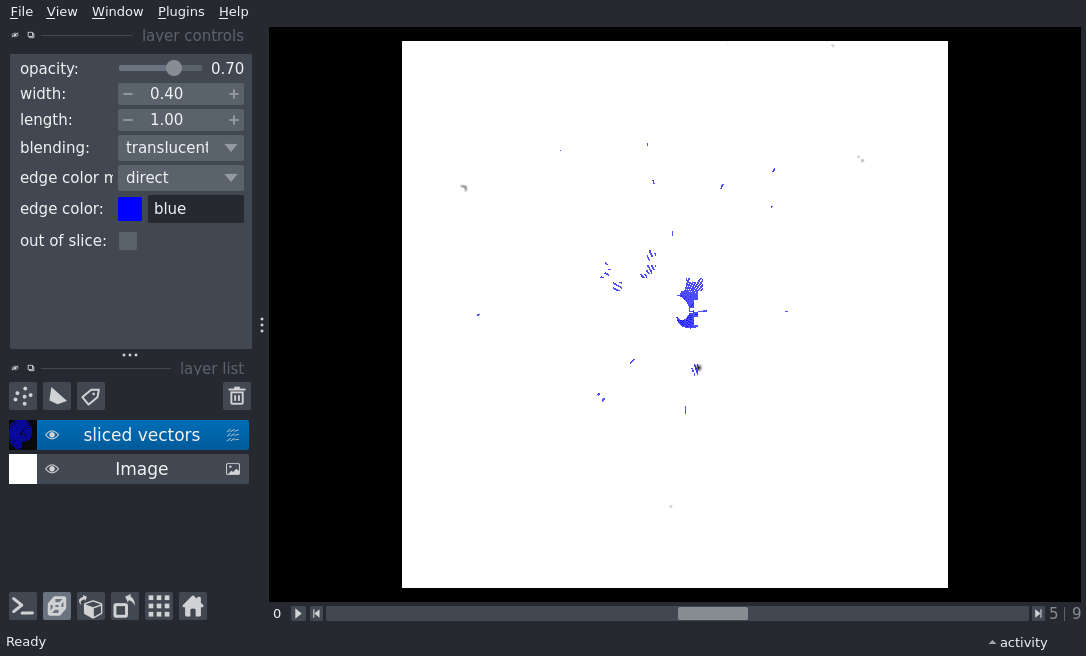 File View Window Plugins Help
layer controls
opacity: 0.70
width: − 0.40 +
length: − 1.00 +
blending: translucent
edge color m direct
edge color: blue
out of slice:
layer list
sliced vectors
Image
0 5 | 9
Ready activity